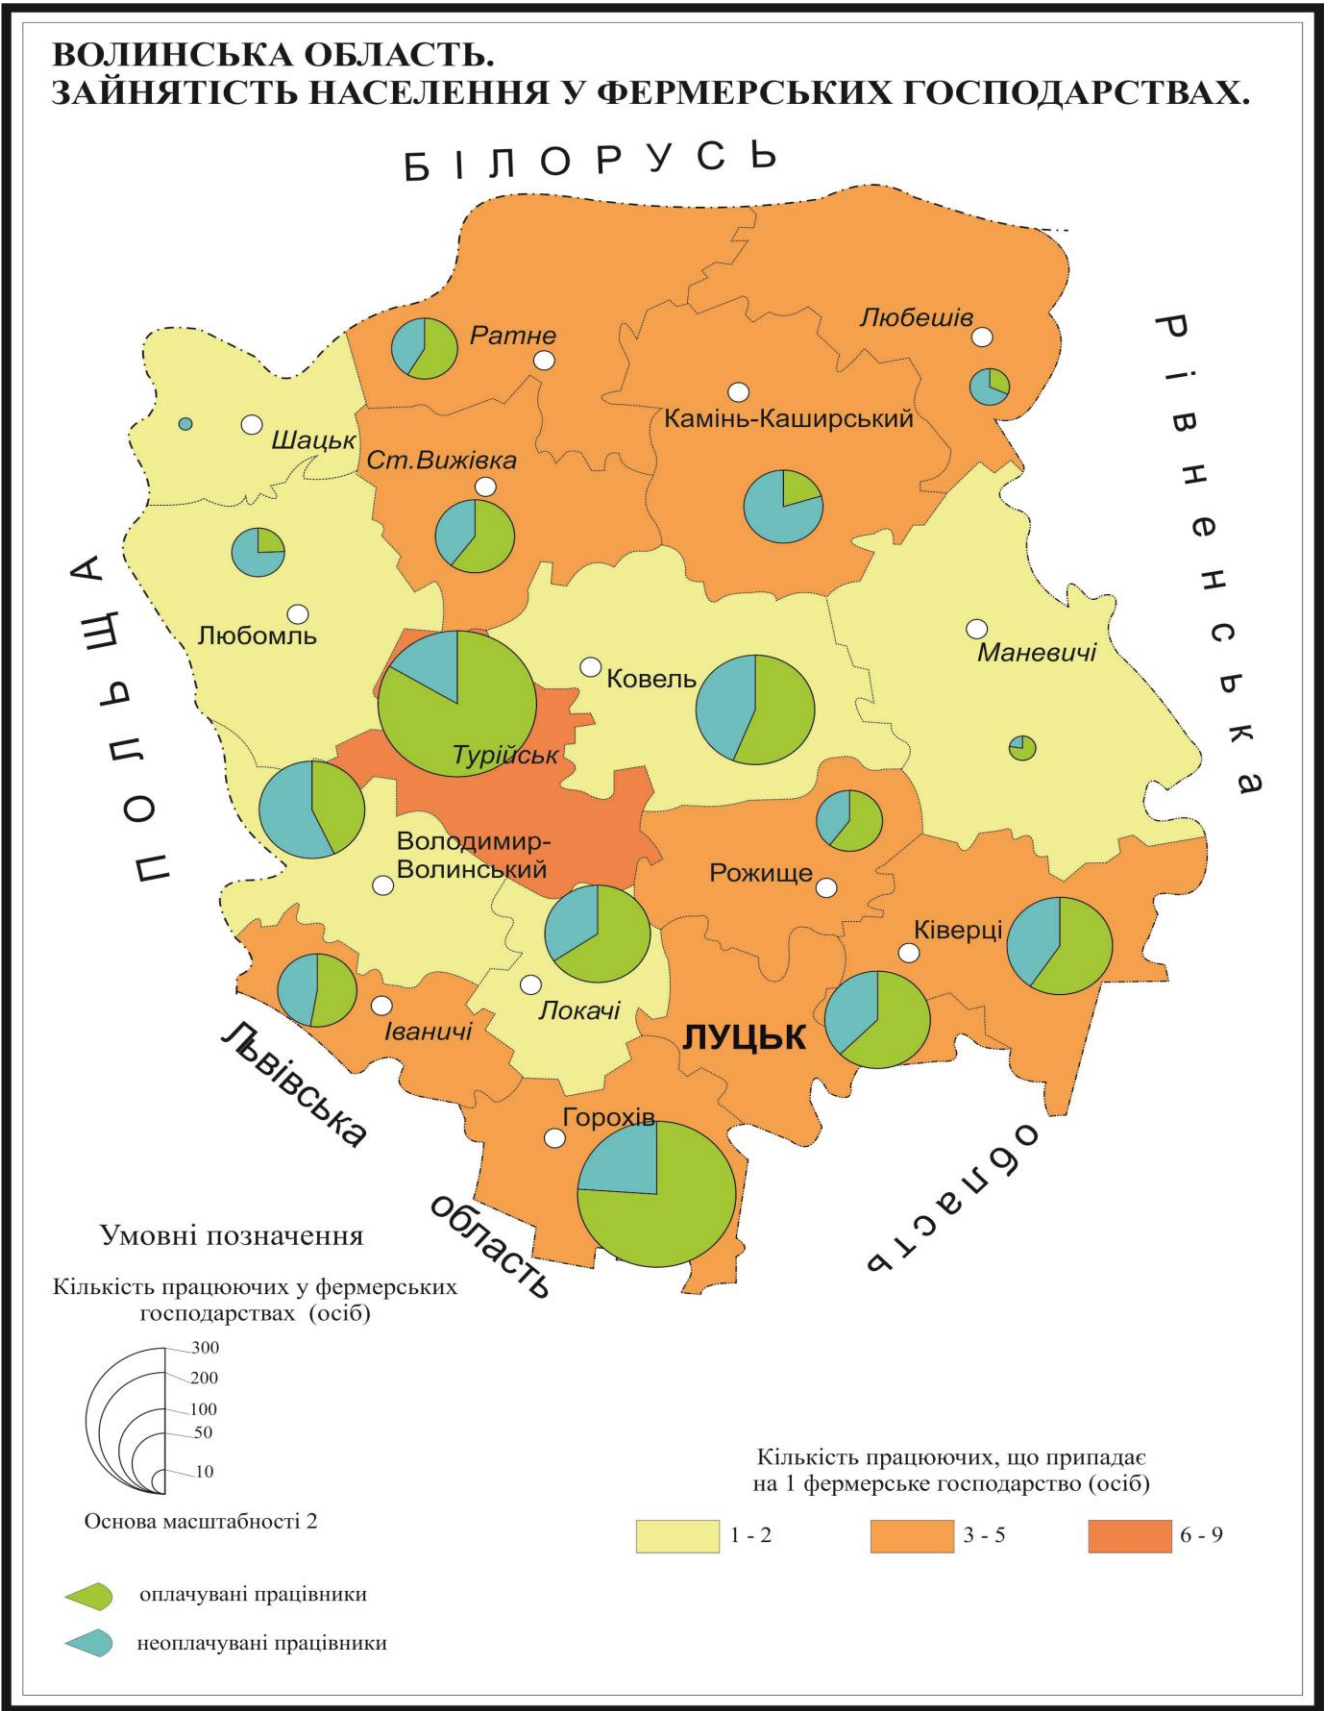 ВОЛИНСЬКА ОБЛАСТЬ.
ЗАЙНЯТІСТЬ НАСЕЛЕННЯ У ФЕРМЕРСЬКИХ ГОСПОДАРСТВАХ.
БІЛОРУСЬ
Рівненська
область
ПОЛЬЩА
Ратне
Любешів
Камінь-Каширський
Шацьк
Ст.Вижівка
Любомль
Ковель
Маневичі
Турійськ
Володимир-
Волинський
Рожище
Ківерці
Локачі
Іваничі
ЛУЦЬК
Горохів
Львівська
область
Умовні позначення
Кількість працюючих у фермерських
господарствах (осіб)
300
200
100
50
10
Основа масштабності 2
оплачувані працівники
неоплачувані працівники
Кількість працюючих, що припадає
на 1 фермерське господарство (осіб)
1 - 2
3 - 5
6 - 9